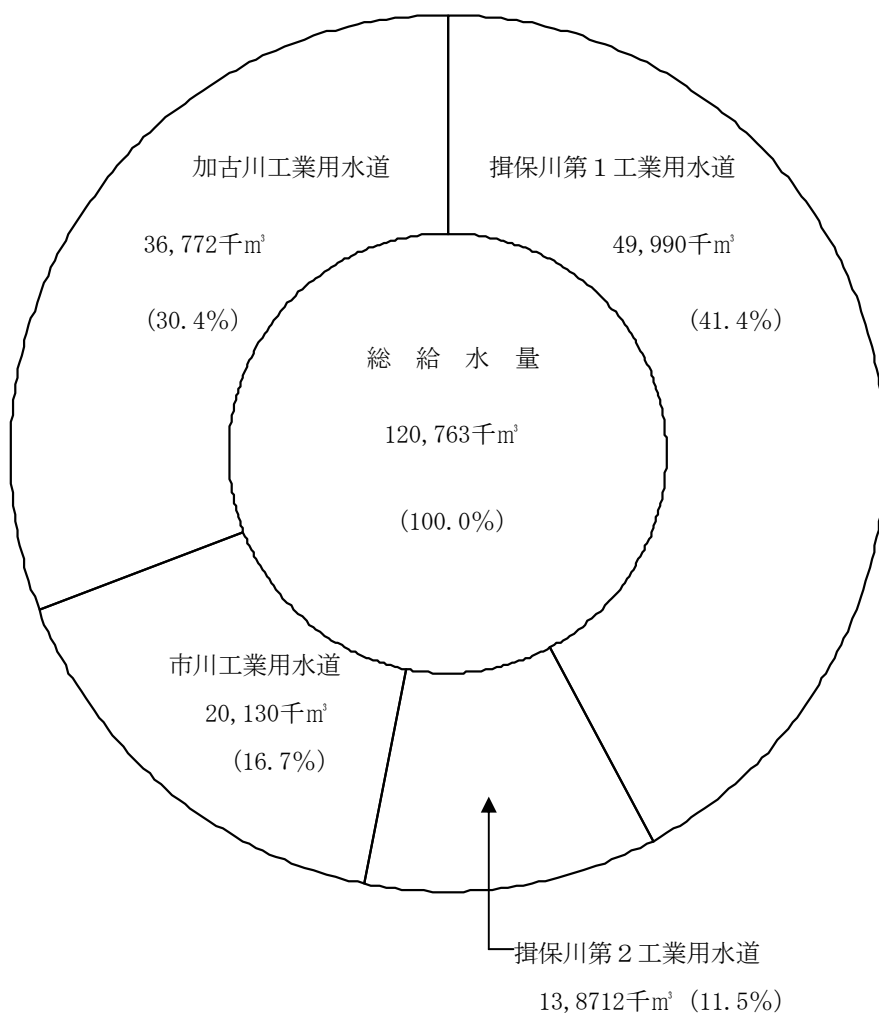 加古川工業用水道
36,772千㎥
(30.4%)
揖保川第1工業用水道
49,990千㎥
(41.4%)
総給水量
120,763千㎥
(100.0%)
市川工業用水道
20,130千㎥
(16.7%)
揖保川第2工業用水道
13,8712千㎥ (11.5%)